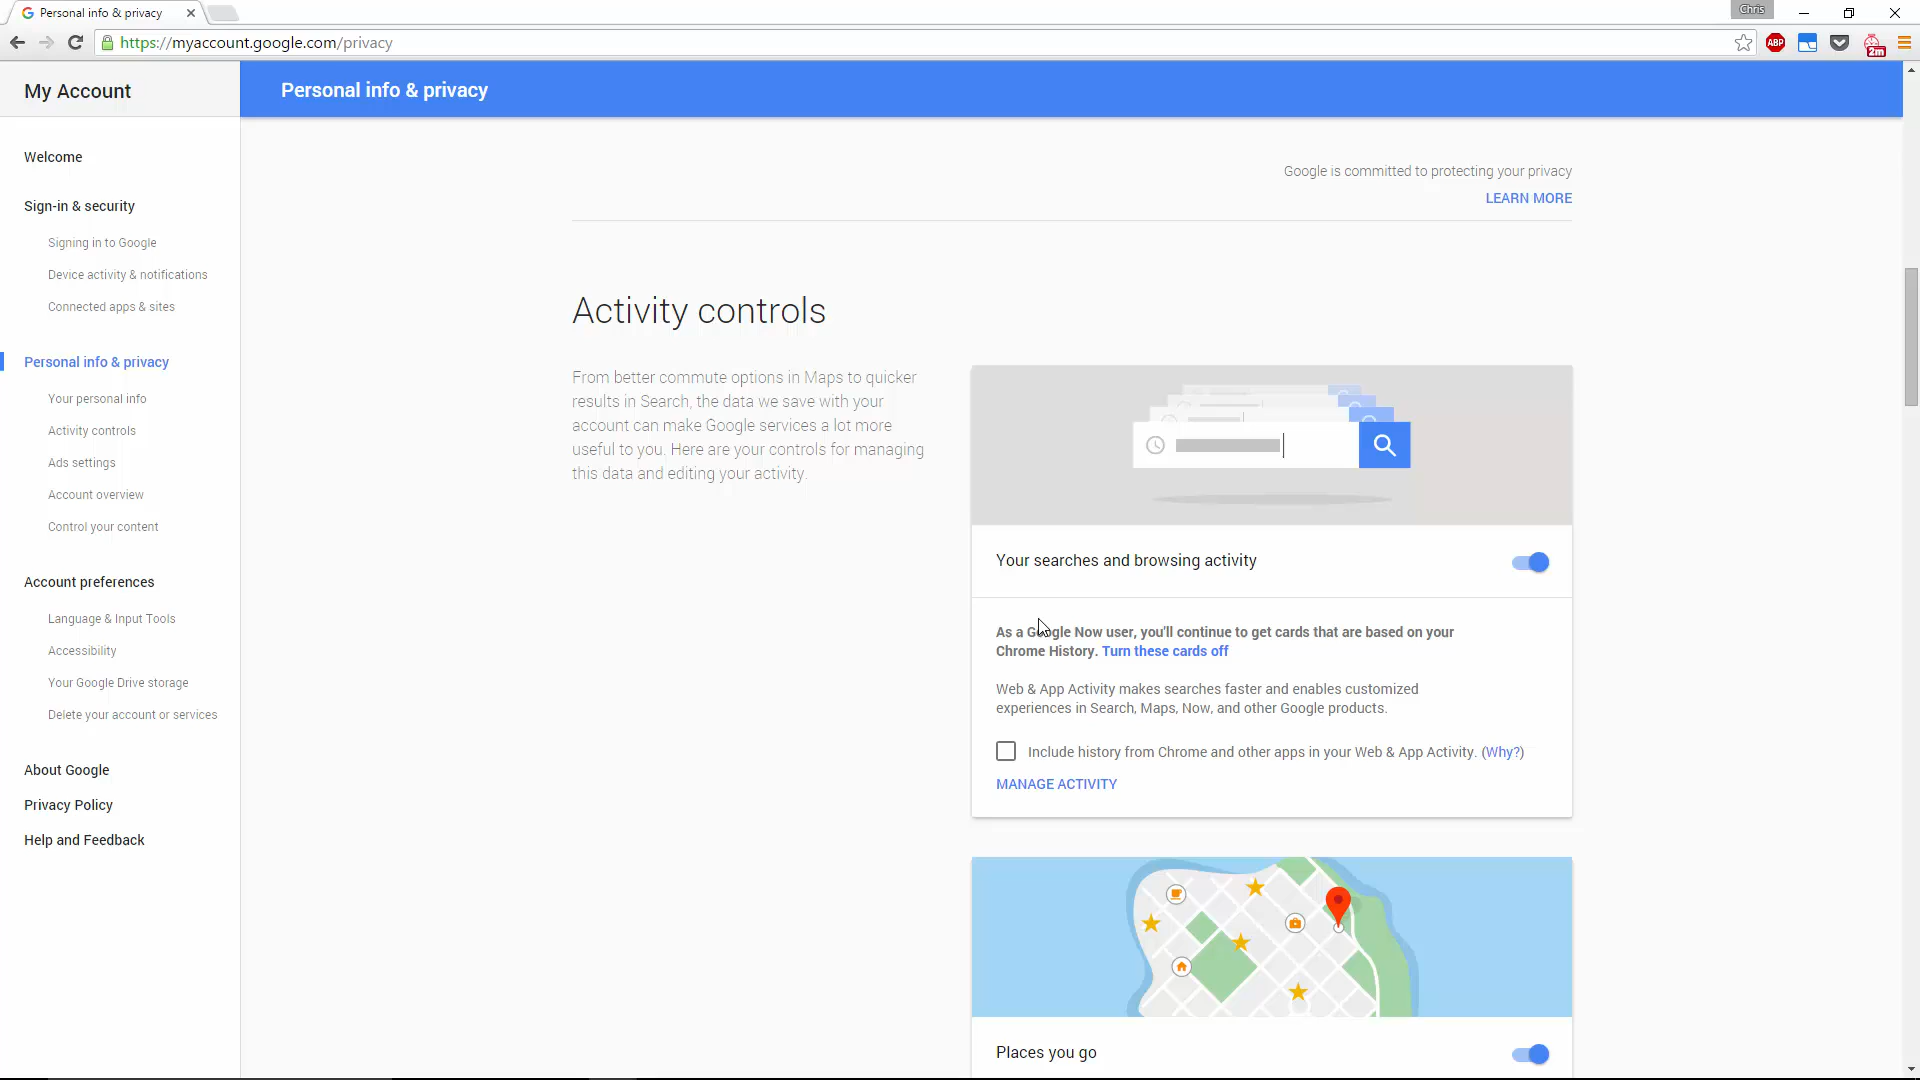 Personal info & privacy
Chris
https://myaccount.google.com/privacy
ABP
2m
My Account
Personal info & privacy
Welcome
Sign-in & security
Signing in to Google
Device activity & notifications
Connected apps & sites
Personal info & privacy
Your personal info
Activity controls
Ads settings
Account overview
Control your content
Account preferences
Language & Input Tools
Accessibility
Your Google Drive storage
Delete your account or services
About Google
Privacy Policy
Help and Feedback
Google is committed to protecting your privacy
LEARN MORE
Activity controls
From better commute options in Maps to quicker
results in Search, the data we save with your
account can make Google services a lot more
useful to you. Here are your controls for managing
this data and editing your activity.
Your searches and browsing activity
As a Google Now user, you'll continue to get cards that are based on your
Chrome History. Turn these cards off
Web & App Activity makes searches faster and enables customized
experiences in Search, Maps, Now, and other Google products.
Include history from Chrome and other apps in your Web & App Activity. (Why?)
MANAGE ACTIVITY
Places you go